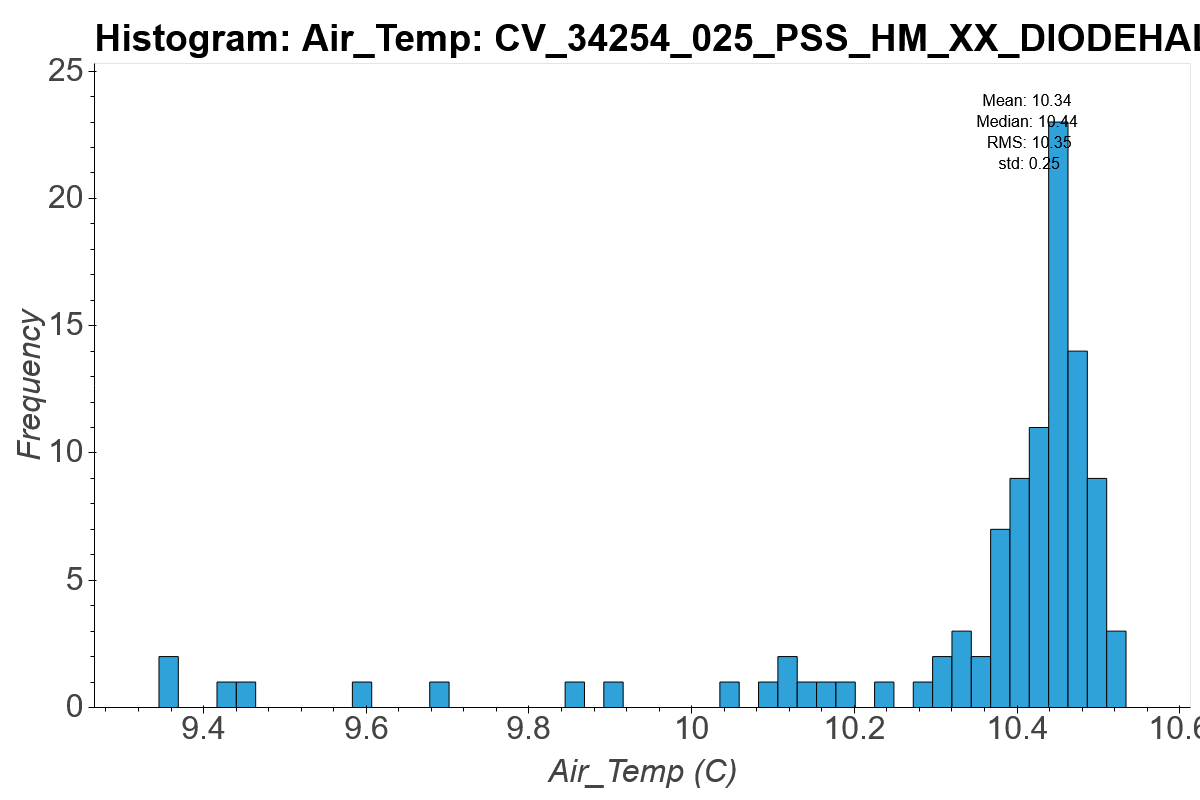 Histogram: Air_Temp: CV_34254_025_PSS_HM_XX_DIODEHAL
Mean: 10.34
Median: 10.44
RMS: 10.35
std: 0.25
25
20
15
10
5
0
Frequency
9.4 9.6 9.8 10 10.2 10.4 10.6
Air_Temp (C)